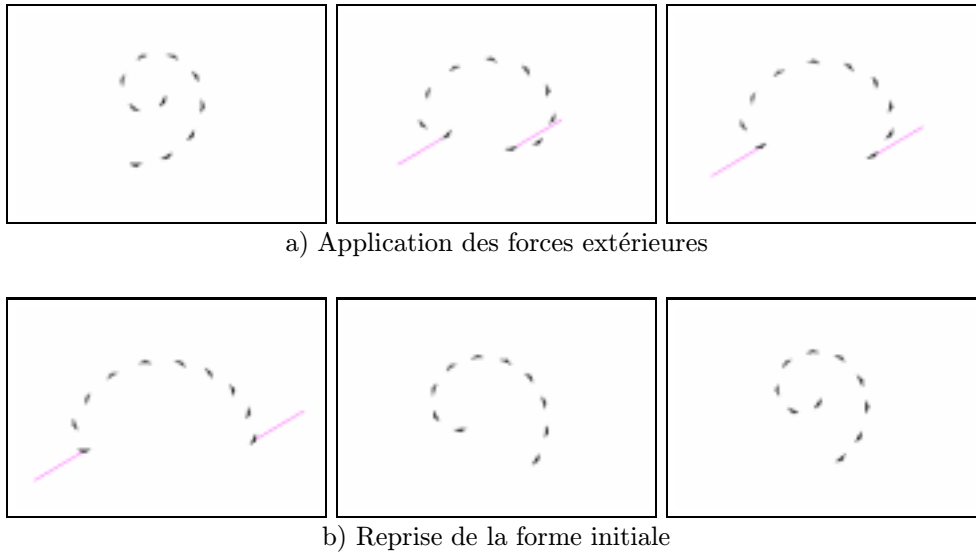 a) Application des forces extérieures
b) Reprise de la forme initiale